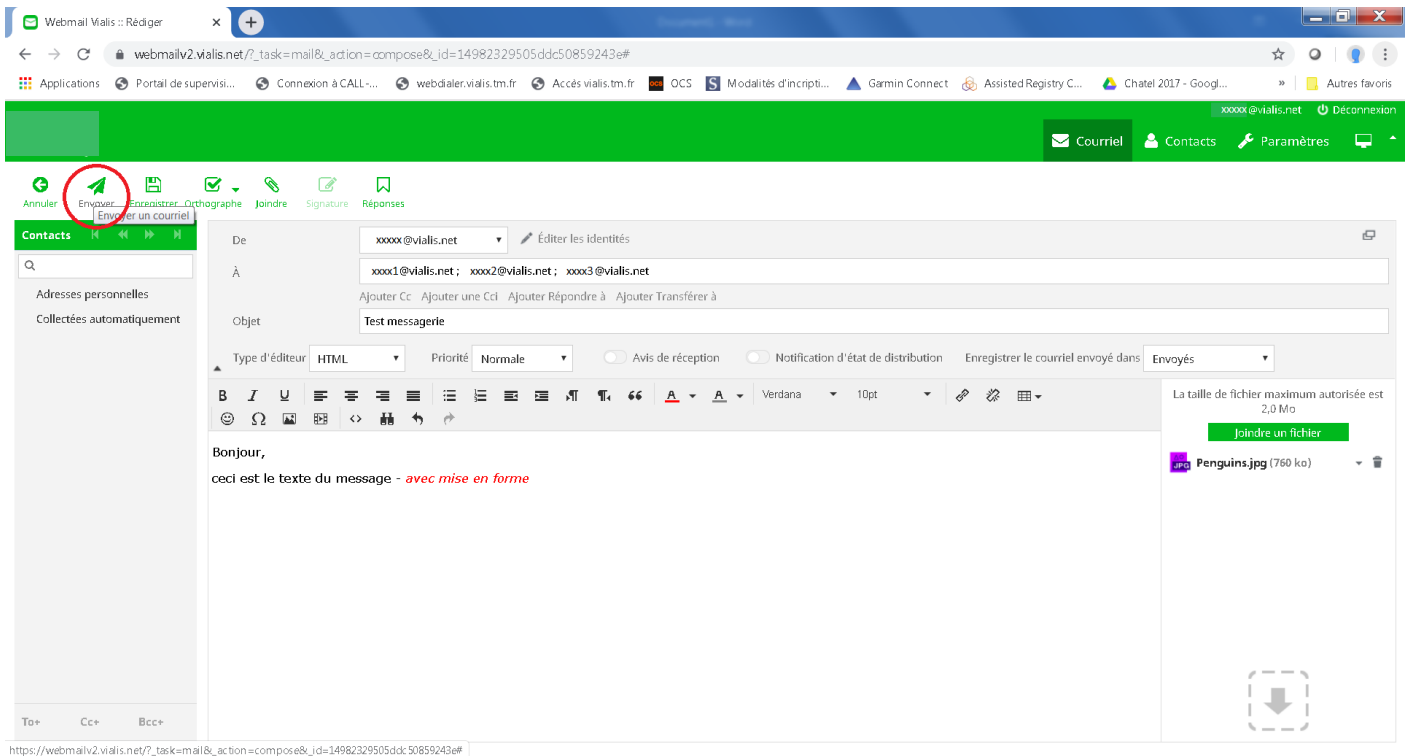 Webmail Vialis :: Rédiger
webmailv2.vialis.net/?_task=mail&_action=compose&_id=14982329505ddc50859243e#
Applications Portail de supervisi... Connexion à CALL-... webdialer.vialis.tm.fr Accés vialis.tm.fr ocs OCS S Modalités d'incripti... Garmin Connect Assisted Registry C... Chatel 2017 - Googl... » Autres favoris
xxxxx@vialis.net Déconnexion
Courriel Contacts Paramètres
Annuler Envoyer Enregistrer Orthographe Joindre Signature Réponses
Envoyer un courriel
Contacts
De xxxxx@vialis.net Éditer les identités
À xxxx1@vialis.net ; xxxx2@vialis.net ; xxxx3@vialis.net
Adresses personnelles
Ajouter Cc Ajouter une Cci Ajouter Répondre à Ajouter Transférer à
Collectées automatiquement
Objet Test messagerie
Type d'éditeur HTML Priorité Normale Avis de réception Notification d'état de distribution Enregistrer le courriel envoyé dans Envoyés
B I U A A Verdana 10pt
Ω
La taille de fichier maximum autorisée est
2,0 Mo
Joindre un fichier
JPG Penguins.jpg (760 ko)
Bonjour,
ceci est le texte du message - avec mise en forme
To+ Cc+ Bcc+
https://webmailv2.vialis.net/?_task=mail&_action=compose&_id=14982329505ddc50859243e#